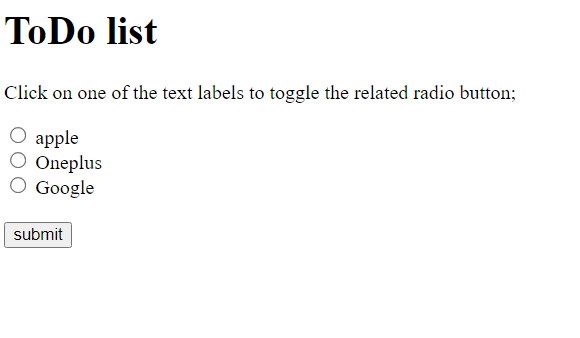 ToDo list
Click on one of the text labels to toggle the related radio button;
apple
Oneplus
Google
submit